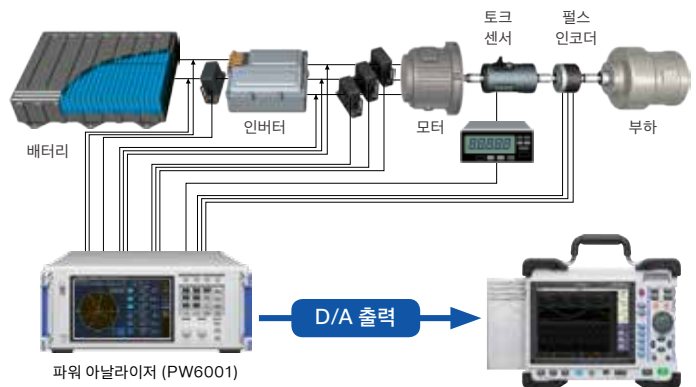 토크
센서
펄스
인코더
배터리
인버터
모터
부하
D/A 출력
파워 아날라이저 (PW6001)